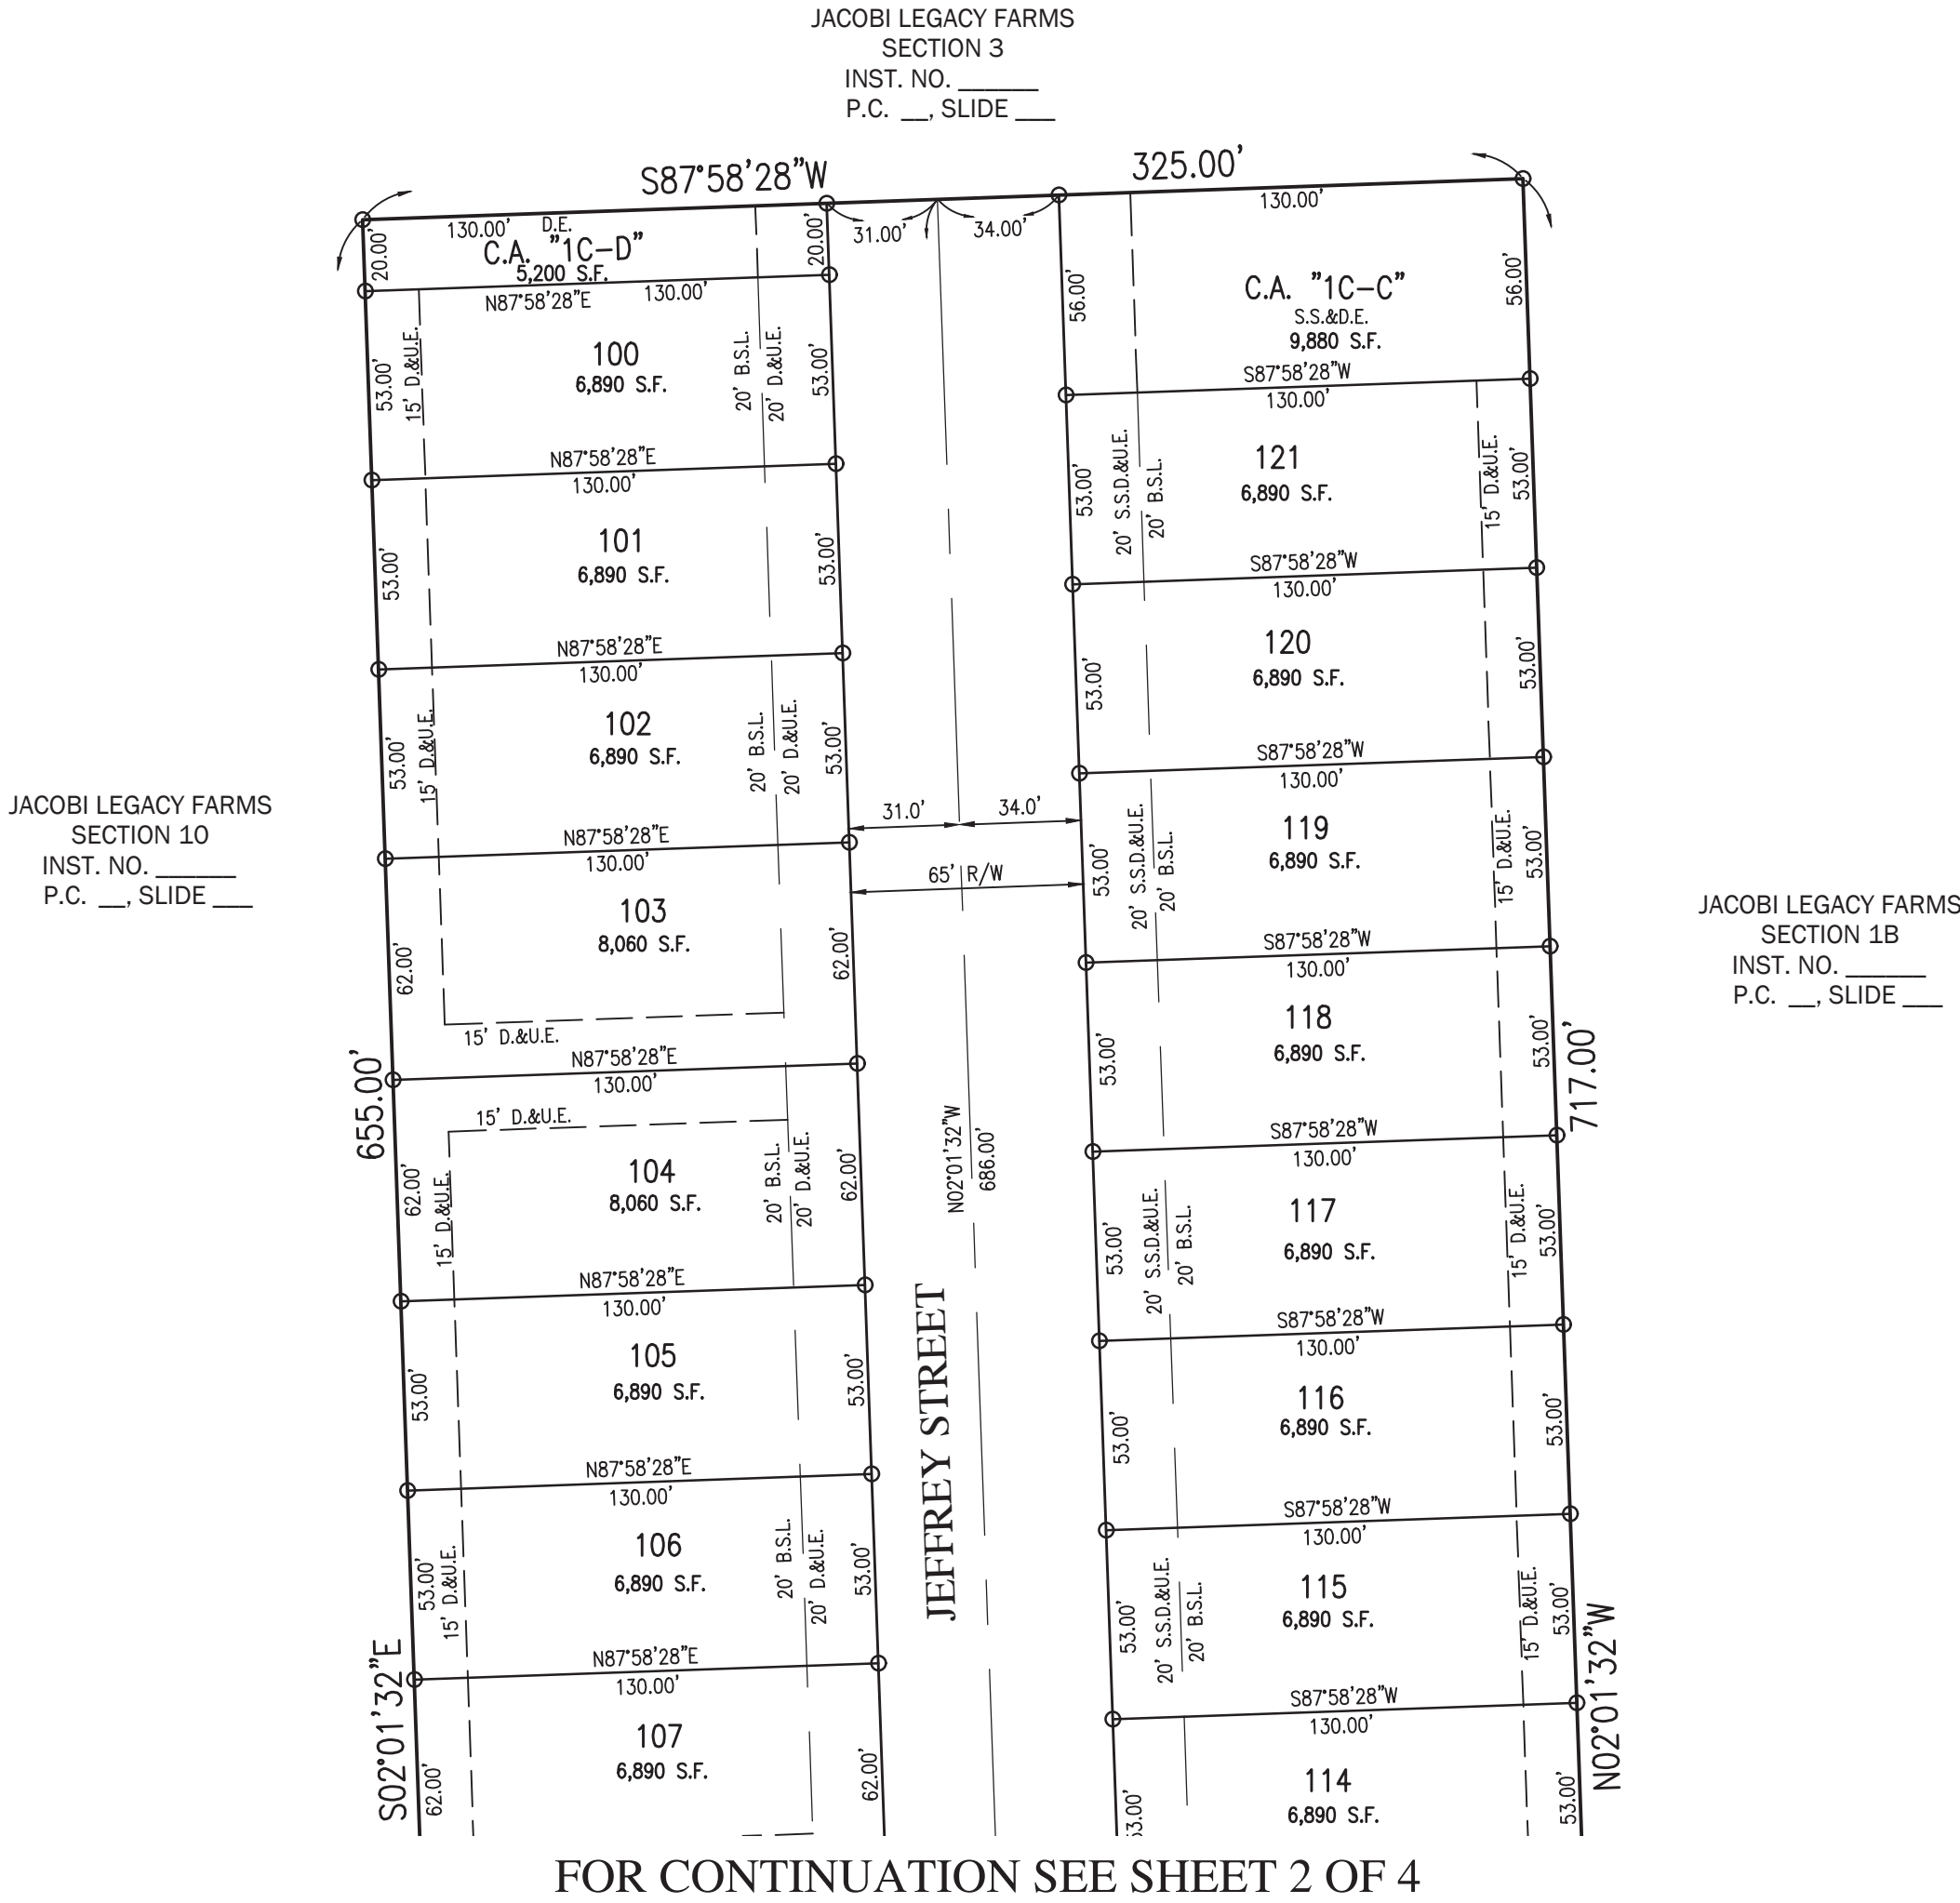 JACOBI LEGACY FARMS
SECTION 3
INST. NO. ______
P.C. __, SLIDE ___
S87°58'28"W
325.00'
130.00'
D.E.
C.A. "1C-D"
5,200 S.F.
20.00'
20.00'
31.00'
34.00'
130.00'
N87°58'28"E
130.00'
56.00'
C.A. "1C-C"
S.S.&D.E.
9,880 S.F.
56.00'
S87°58'28"W
130.00'
53.00'
15' D.&U.E.
100
6,890 S.F.
20' B.S.L.
20' D.&U.E.
53.00'
N87°58'28"E
130.00'
53.00'
20' S.S.D.&U.E.
20' B.S.L.
121
6,890 S.F.
15' D.&U.E.
53.00'
S87°58'28"W
130.00'
53.00'
101
6,890 S.F.
53.00'
N87°58'28"E
130.00'
53.00'
120
6,890 S.F.
53.00'
S87°58'28"W
130.00'
53.00'
15' D.&U.E.
102
6,890 S.F.
20' B.S.L.
20' D.&U.E.
53.00'
N87°58'28"E
130.00'
31.0'
34.0'
65' R/W
JACOBI LEGACY FARMS
SECTION 10
INST. NO. ______
P.C. __, SLIDE ___
53.00'
20' S.S.D.&U.E.
20' B.S.L.
119
6,890 S.F.
15' D.&U.E.
53.00'
S87°58'28"W
130.00'
JACOBI LEGACY FARMS
SECTION 1B
INST. NO. ______
P.C. __, SLIDE ___
62.00'
103
8,060 S.F.
62.00'
15' D.&U.E.
N87°58'28"E
130.00'
53.00'
118
6,890 S.F.
53.00'
S87°58'28"W
130.00'
655.00'
717.00'
N02°01'32"W
686.00'
15' D.&U.E.
62.00'
15' D.&U.E.
104
8,060 S.F.
20' B.S.L.
20' D.&U.E.
62.00'
N87°58'28"E
130.00'
53.00'
20' S.S.D.&U.E.
20' B.S.L.
117
6,890 S.F.
15' D.&U.E.
53.00'
S87°58'28"W
130.00'
53.00'
105
6,890 S.F.
53.00'
N87°58'28"E
130.00'
JEFFREY STREET
53.00'
116
6,890 S.F.
53.00'
S87°58'28"W
130.00'
53.00'
15' D.&U.E.
106
6,890 S.F.
20' B.S.L.
20' D.&U.E.
53.00'
N87°58'28"E
130.00'
53.00'
20' S.S.D.&U.E.
20' B.S.L.
115
6,890 S.F.
15' D.&U.E.
53.00'
S87°58'28"W
130.00'
S02°01'32"E
N02°01'32"W
62.00'
107
6,890 S.F.
62.00'
53.00'
114
6,890 S.F.
53.00'
FOR CONTINUATION SEE SHEET 2 OF 4